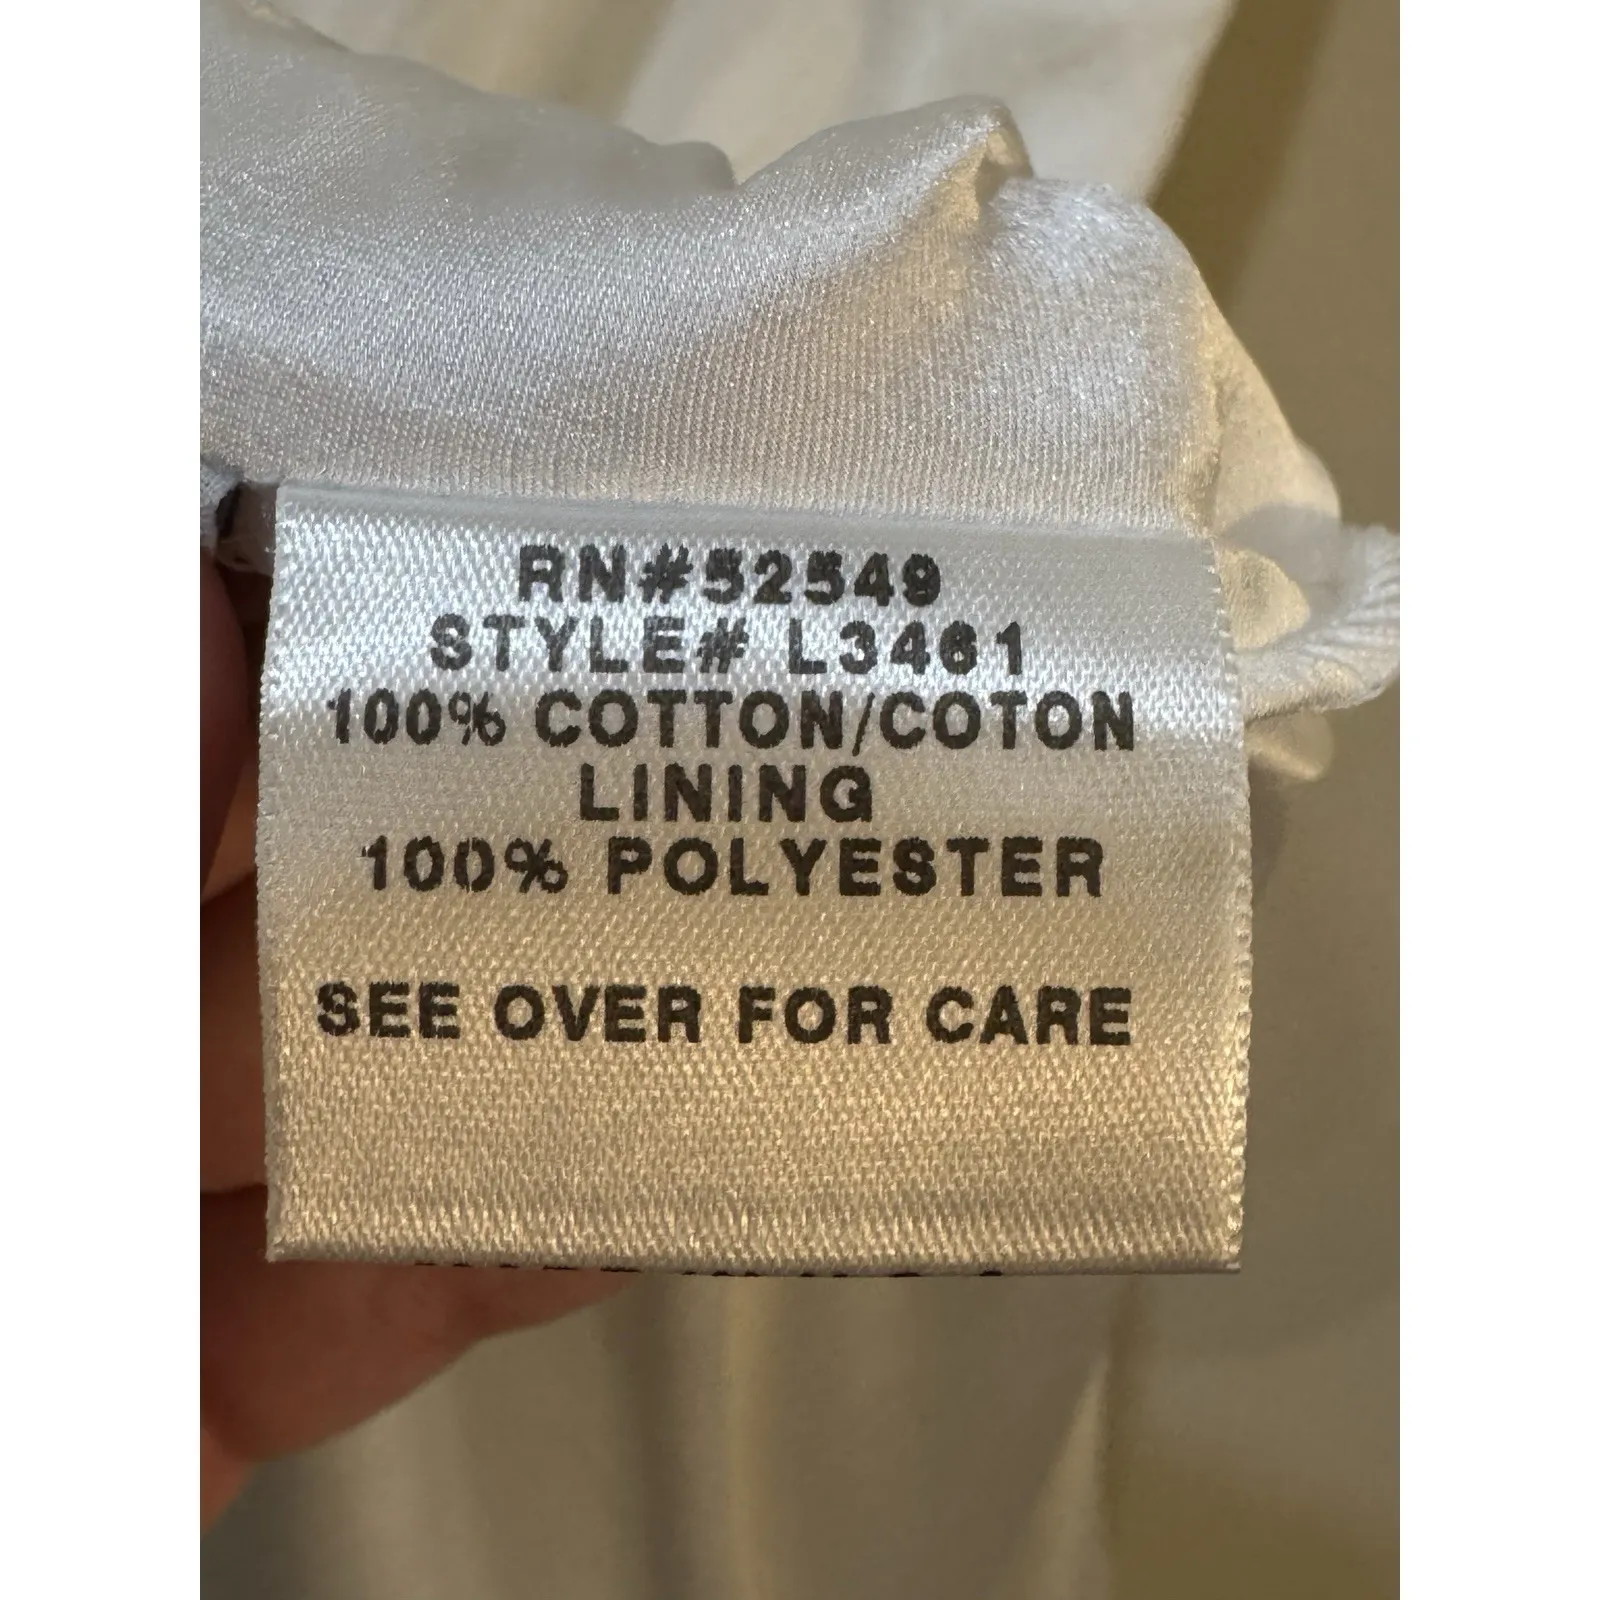 RN#52549
STYLE# L3461
100% COTTON/COTON
LINING
100% POLYESTER
SEE OVER FOR CARE